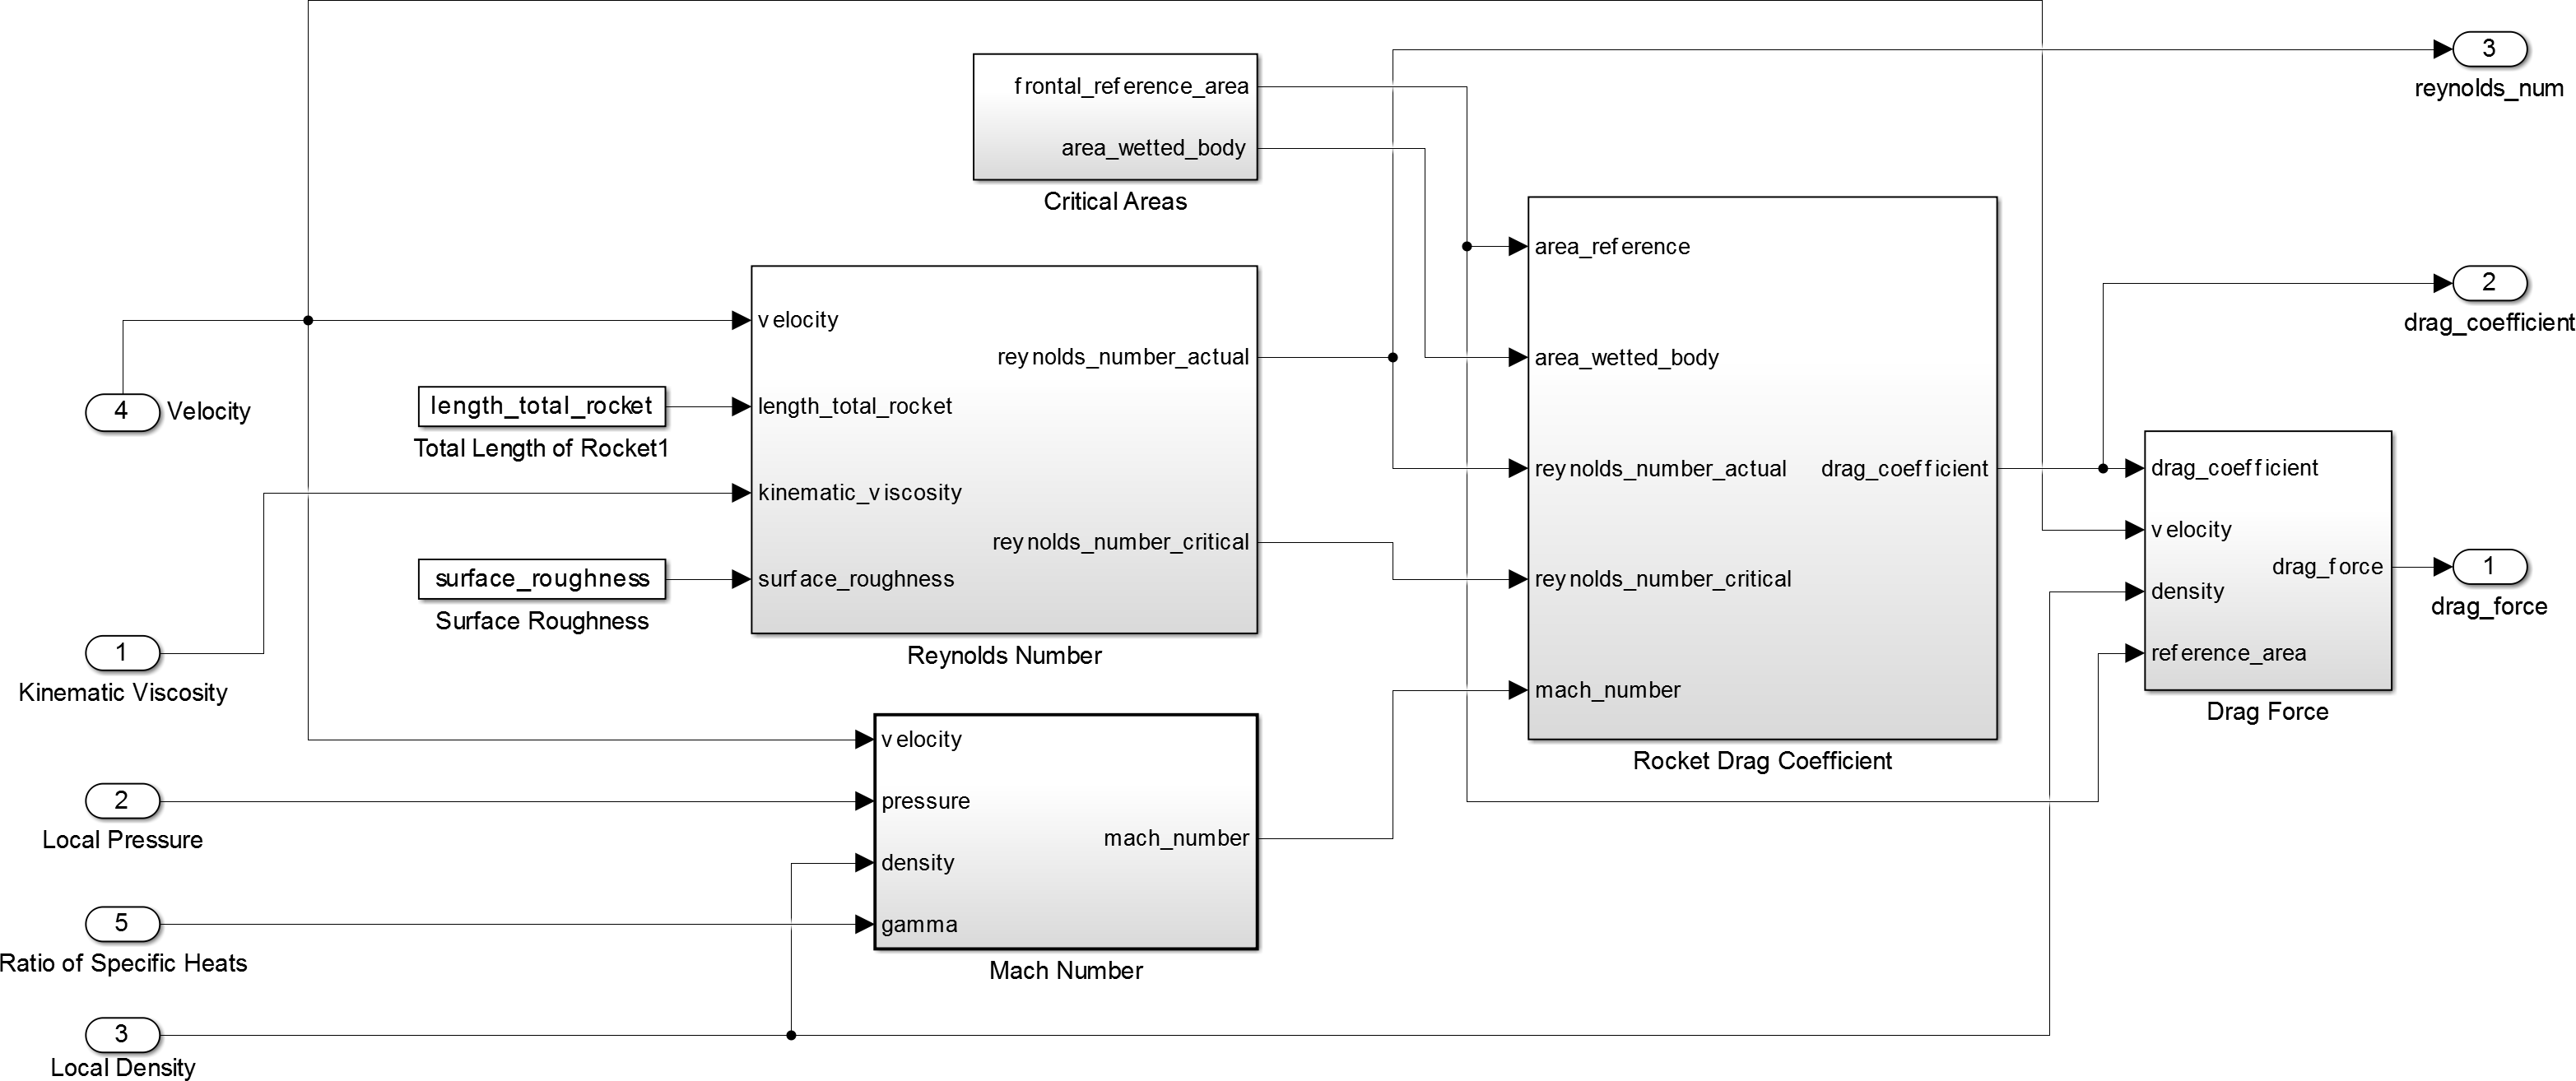 3
reynolds_num
frontal_reference_area
area_wetted_body
Critical Areas
area_reference
area_wetted_body
reynolds_number_actual
reynolds_number_critical
mach_number
drag_coefficient
Rocket Drag Coefficient
2
drag_coefficient
velocity
length_total_rocket
kinematic_viscosity
surface_roughness
reynolds_number_actual
reynolds_number_critical
Reynolds Number
4
Velocity
length_total_rocket
Total Length of Rocket1
surface_roughness
Surface Roughness
1
Kinematic Viscosity
drag_coefficient
velocity
density
reference_area
drag_force
Drag Force
1
drag_force
velocity
pressure
density
gamma
mach_number
Mach Number
2
Local Pressure
5
Ratio of Specific Heats
3
Local Density